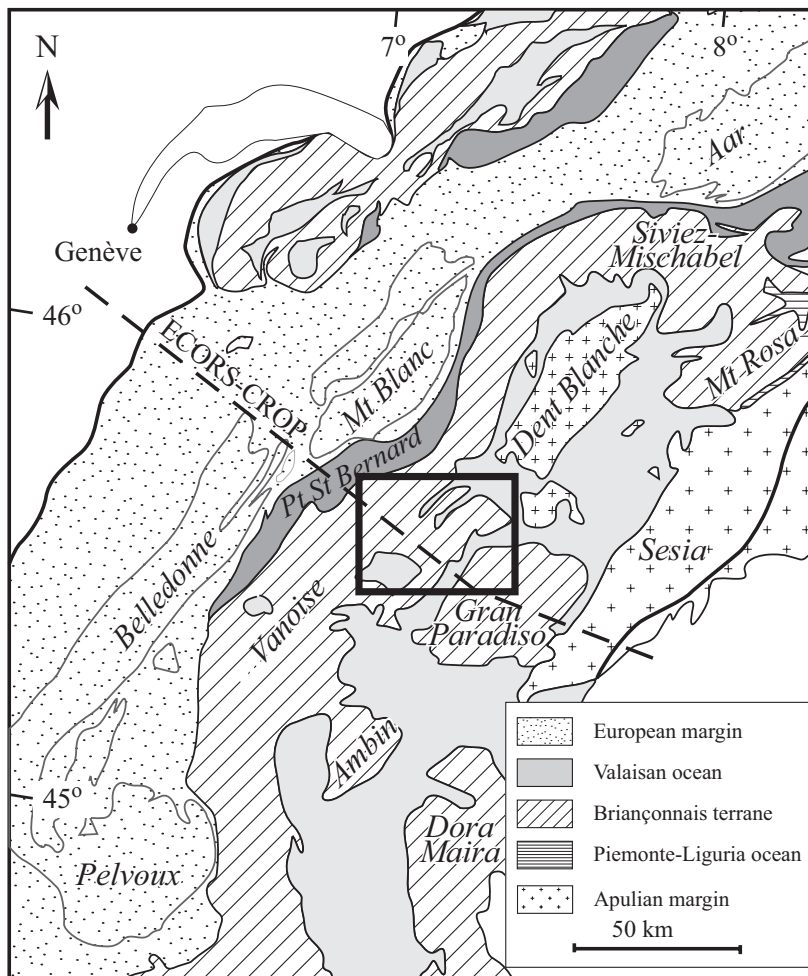 7°
8°
N
Aar
Genève
Siviez-
Mischabel
46°
ECORS-CROP
Mt Blanc
Dent Blanche
Mt Rosa
Pt St Bernard
Belledonne
Sesia
Vanoise
Gran
Paradiso
Ambin
45°
Dora
Maira
Pelvoux
European margin
Valaisan ocean
Briançonnais terrane
Piemonte-Liguria ocean
Apulian margin
50 km